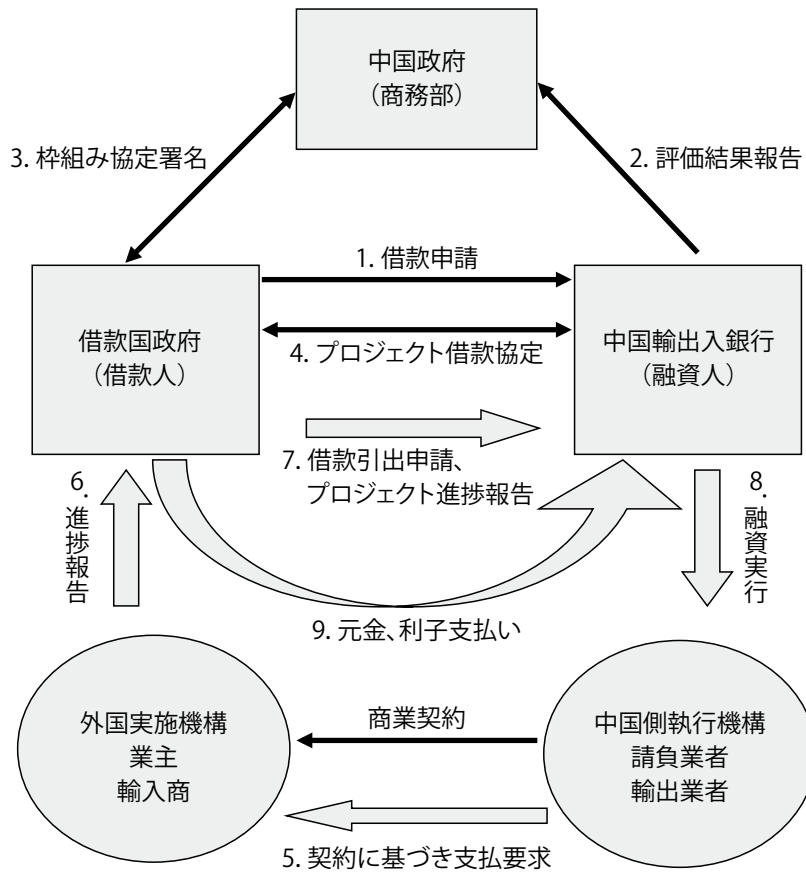 中国政府
（商務部）
3. 枠組み協定署名
2. 評価結果報告
1. 借款申請
借款国政府
（借款人）
中国輸出入銀行
（融資人）
4. プロジェクト借款協定
7. 借款引出申請、
プロジェクト進捗報告
6. 進捗報告
8. 融資実行
9. 元金、利子支払い
外国実施機構
業主
輸入商
商業契約
中国側執行機構
請負業者
輸出業者
5. 契約に基づき支払要求